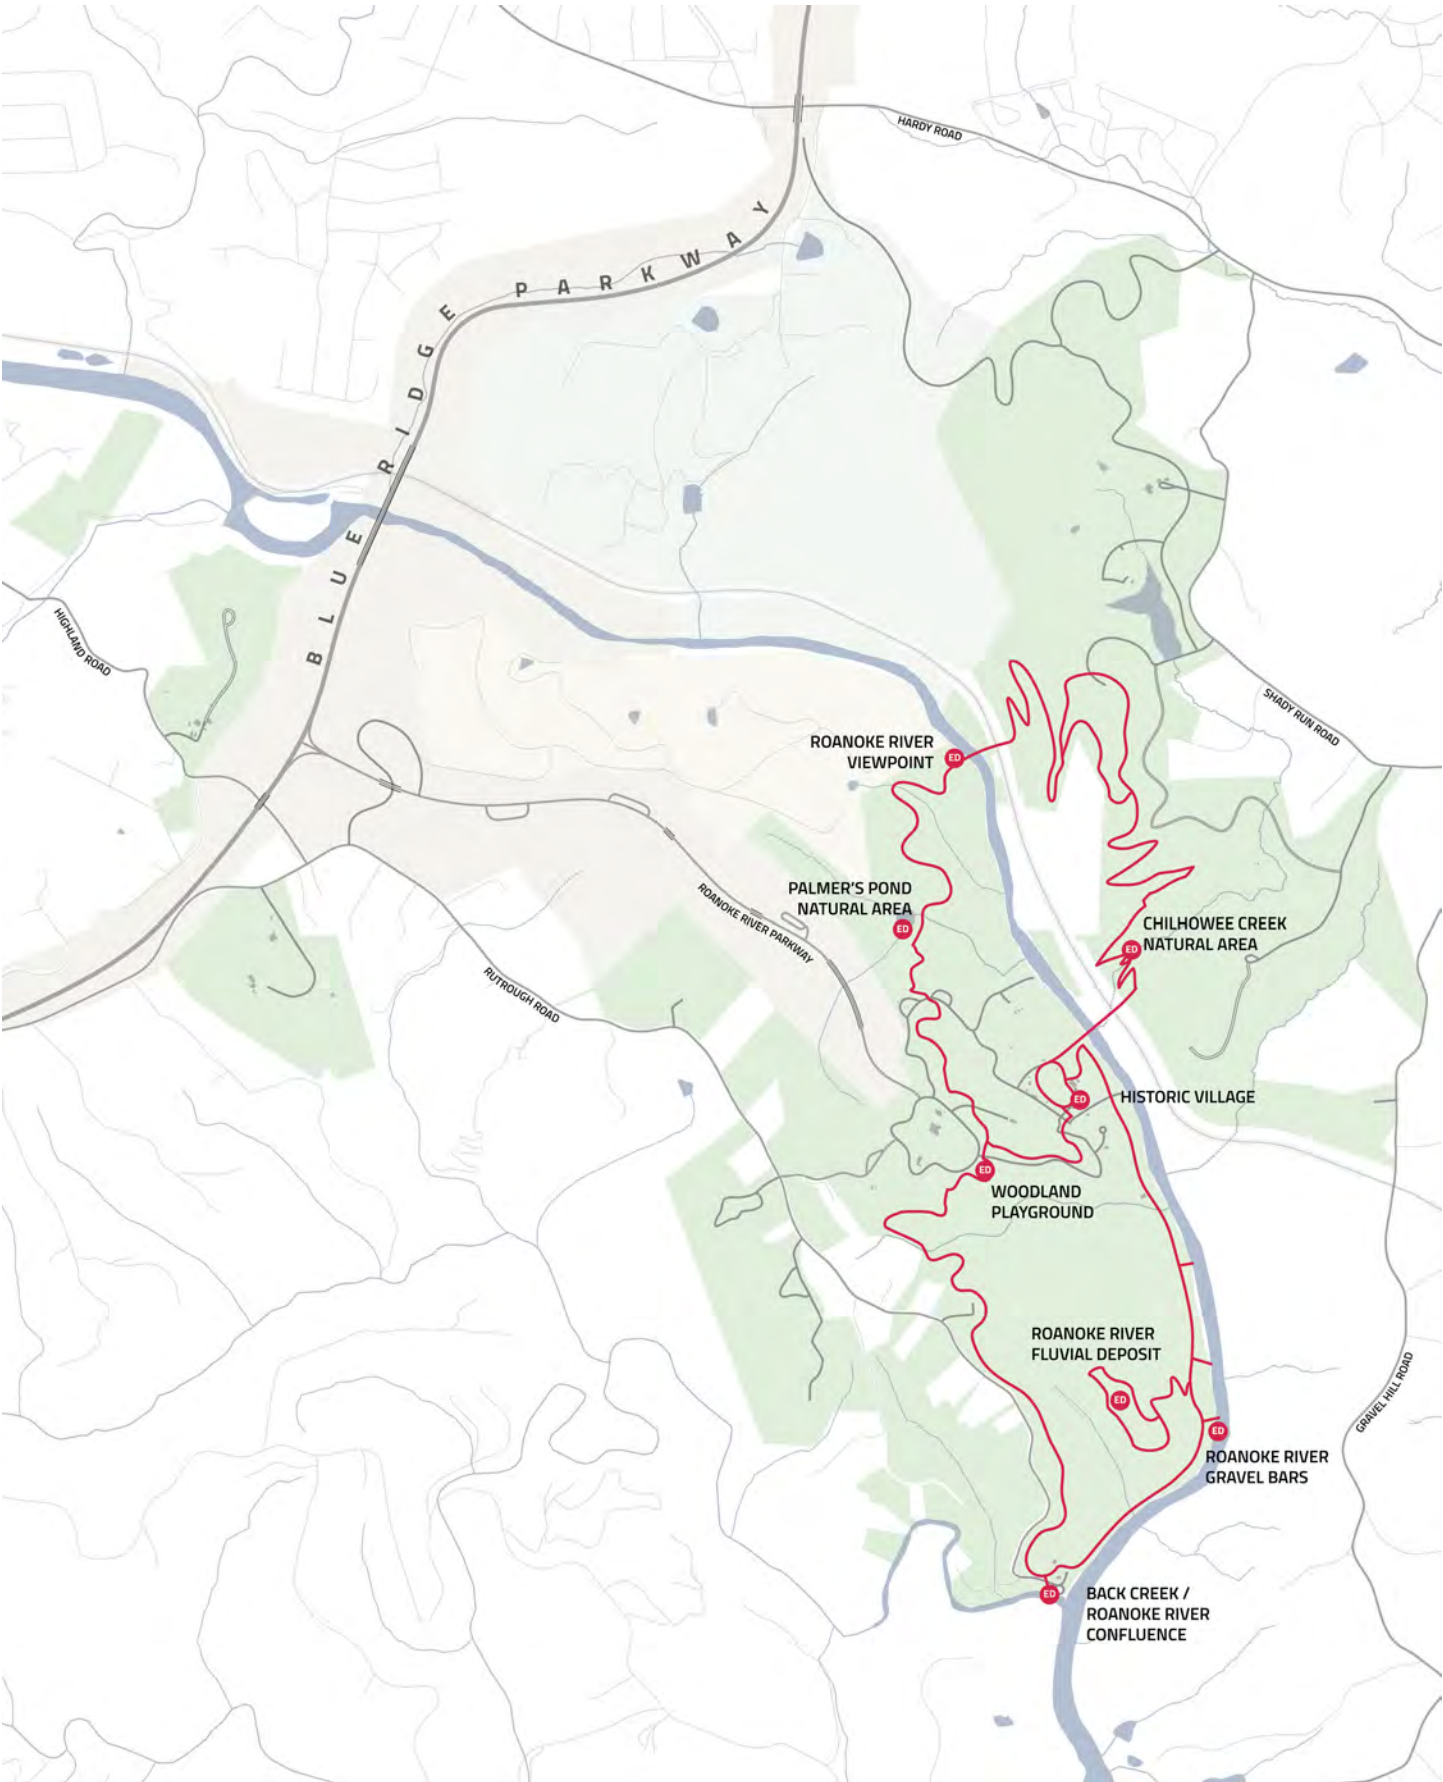 HARDY ROAD
BLUE RIDGE PARKWAY
HIGHLAND ROAD
SHADY RUN ROAD
ROANOKE RIVER
VIEWPOINT
ED
PALMER'S POND
NATURAL AREA
ED
ROANOKE RIVER PARKWAY
CHILHOWEE CREEK
NATURAL AREA
ED
RUTROUGH ROAD
HISTORIC VILLAGE
ED
ED
WOODLAND
PLAYGROUND
ROANOKE RIVER
FLUVIAL DEPOSIT
ED
GRAVEL HILL ROAD
ED
ROANOKE RIVER
GRAVEL BARS
ED
BACK CREEK /
ROANOKE RIVER
CONFLUENCE